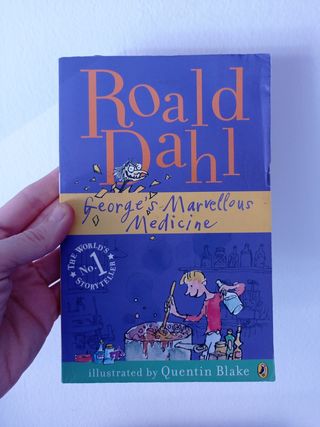 Roald
Dahl
George's Marvellous
Medicine
THE WORLD'S
No. 1
STORYTELLER
illustrated by Quentin Blake